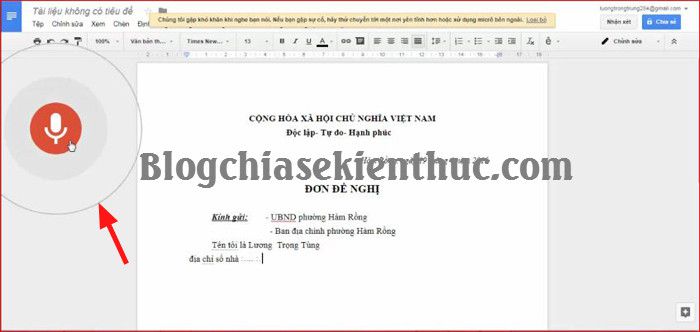 Tài liệu không có tiêu đề
Tệp Chỉnh sửa Xem Chèn
Chúng tôi gặp khó khăn khi nghe bạn nói. Nếu bạn gặp sự cố, hãy thử chuyển tới một nơi yên tĩnh hơn hoặc sử dụng micrô bên ngoài. Loại bỏ
luongtrongtrung294@gmail.com
Nhận xét Chia sẻ
100% Văn bản th... Times New... 13 Chỉnh sửa
CỘNG HÒA XÃ HỘI CHỦ NGHĨA VIỆT NAM
Độc lập- Tự do- Hạnh phúc
Blogchiasekienthuc.com
ĐƠN ĐỀ NGHỊ
Kính gửi: - UBND phường Hàm Rồng
- Ban địa chính phường Hàm Rồng
Tên tôi là Lương Trọng Tùng
địa chỉ số nhà